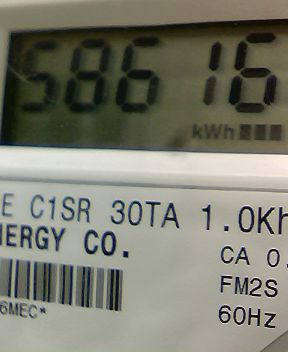 58616
kWh
E C1SR 30TA 1.0Kh
NERGY CO.
CA 0.
FM2S
6MEC*
60Hz